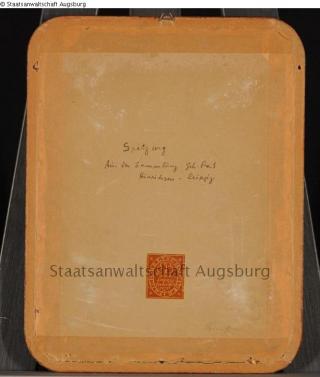 © Staatsanwaltschaft Augsburg
Spitzweg
Aus der Sammlung Geh. Rat
Hinrichsen - Leipzig
Staatsanwaltschaft Augsburg